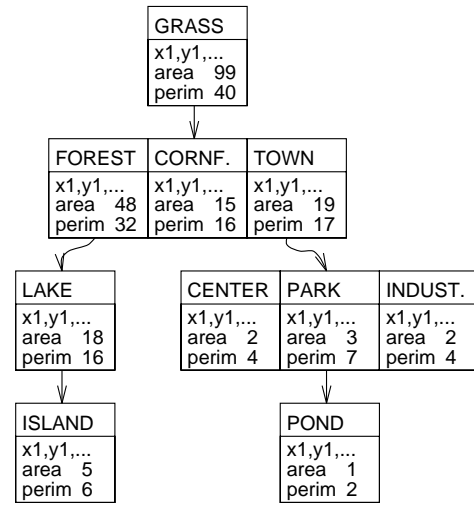 GRASS
x1,y1,...
area 99
perim 40
FOREST CORNF. TOWN
x1,y1,... x1,y1,... x1,y1,...
area 48 area 15 area 19
perim 32 perim 16 perim 17
LAKE CENTER PARK INDUST.
x1,y1,... x1,y1,... x1,y1,... x1,y1,...
area 18 area 2 area 3 area 2
perim 16 perim 4 perim 7 perim 4
ISLAND POND
x1,y1,... x1,y1,...
area 5 area 1
perim 6 perim 2